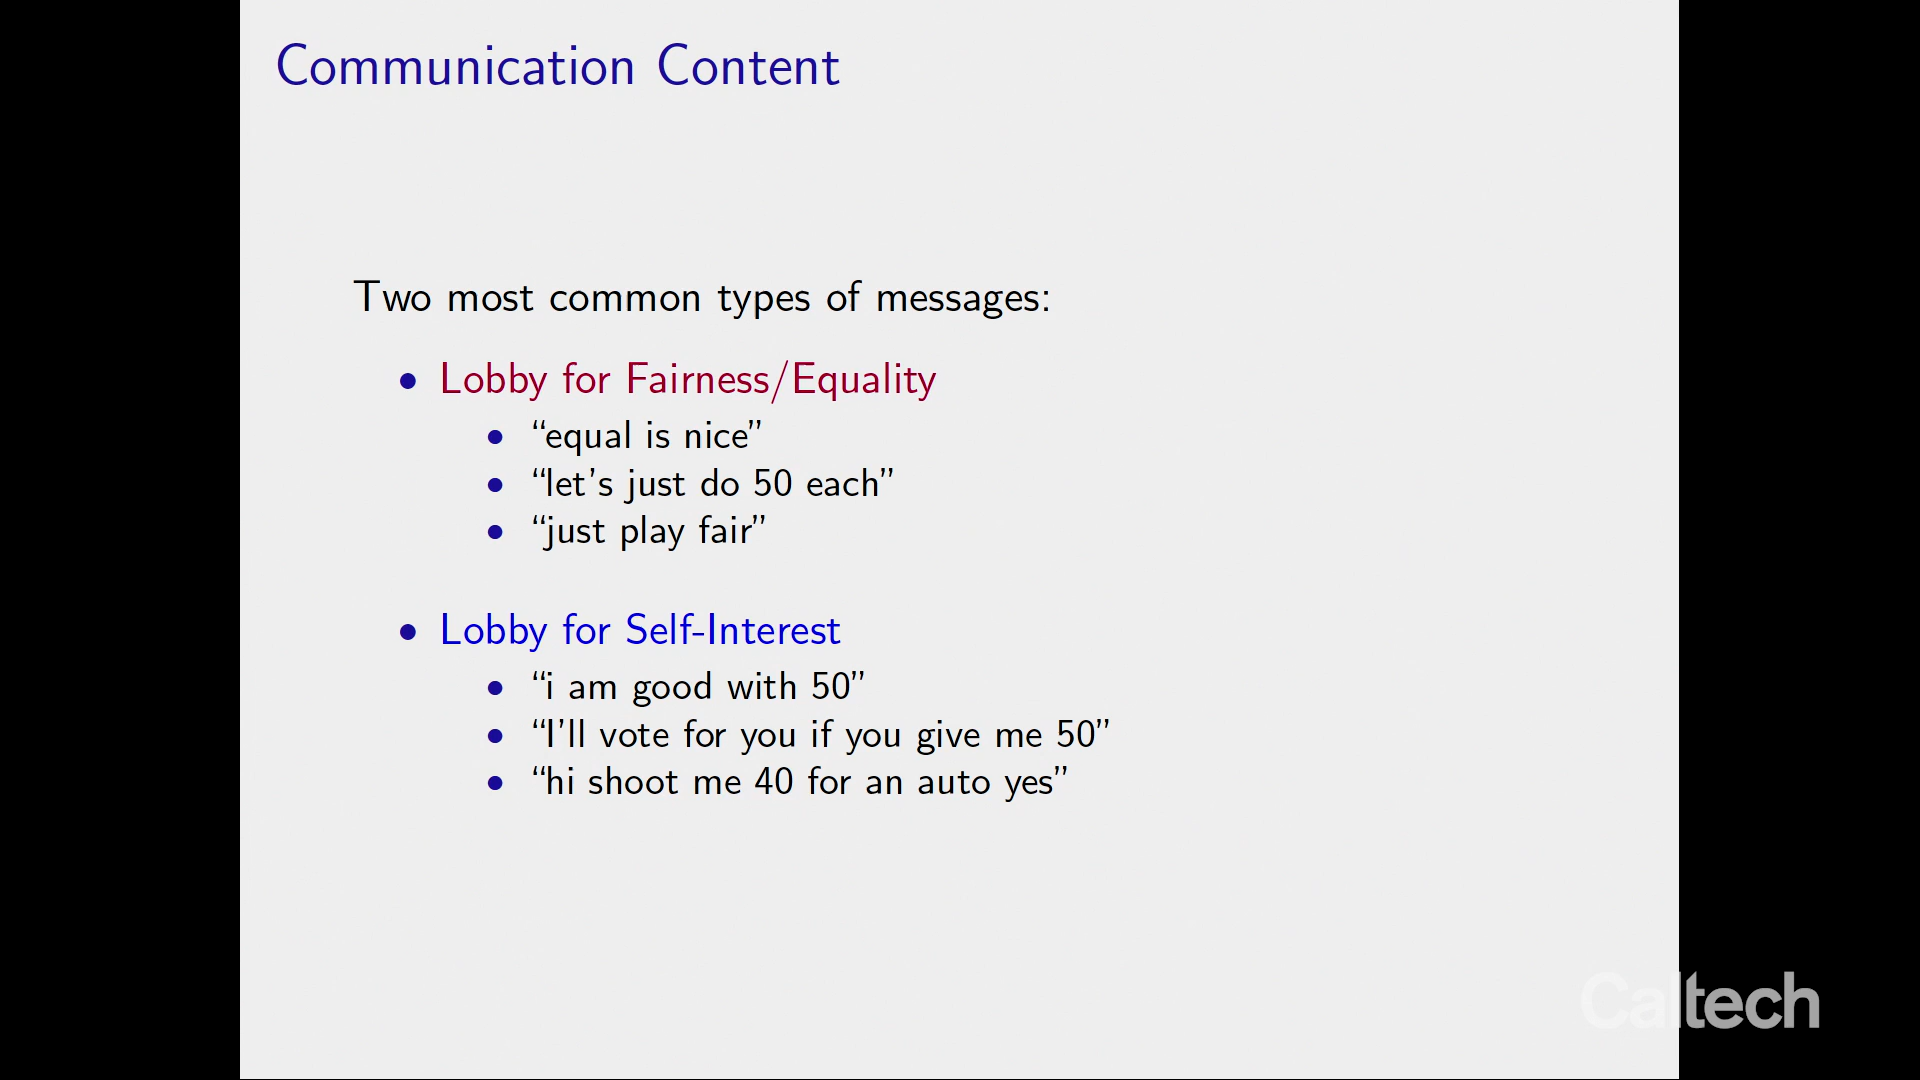 Communication Content
Two most common types of messages:
• Lobby for Fairness/Equality
• “equal is nice”
• “let’s just do 50 each”
• “just play fair”
• Lobby for Self-Interest
• “i am good with 50”
• “I’ll vote for you if you give me 50”
• “hi shoot me 40 for an auto yes”
Caltech